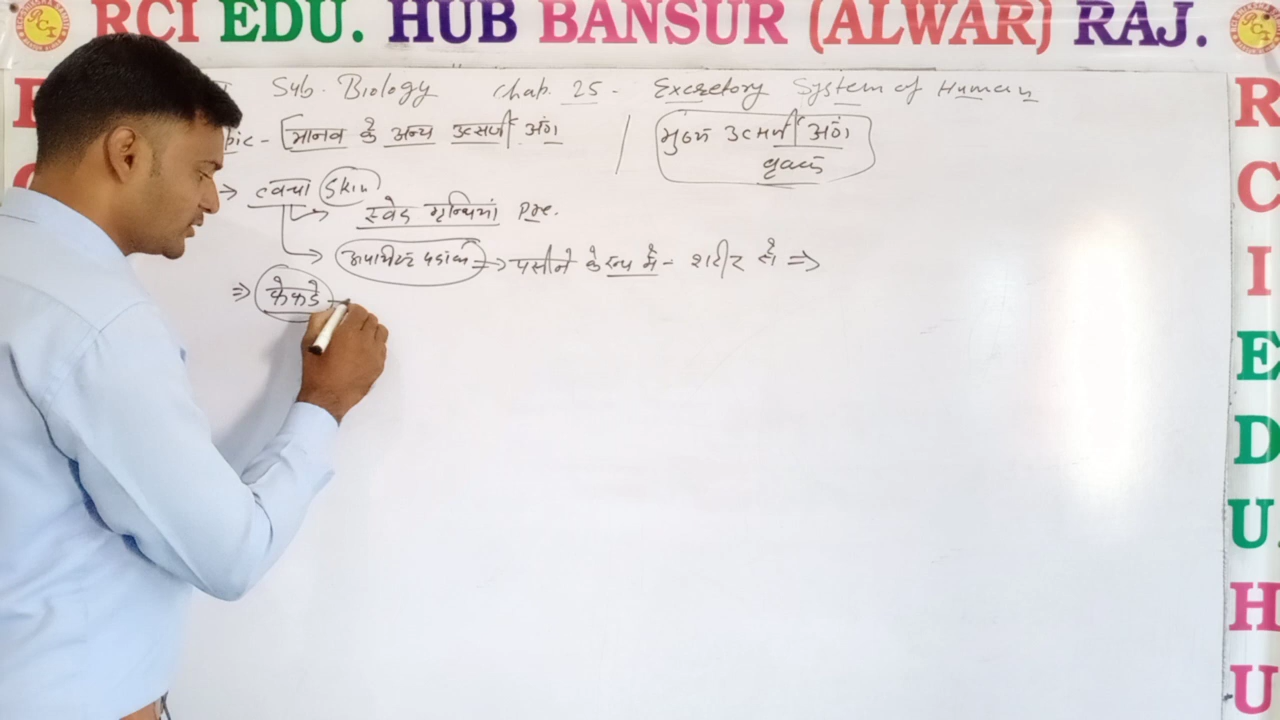 RCI EDU. HUB BANSUR (ALWAR) RAJ.
Sub. Biology Chap. 25. Excretory System of Human
pic - मानव के अन्य उत्सर्जी अंग / मुख्य उत्सर्जी अंग
वृक्क
→ त्वचा Skin
→ स्वेद ग्रन्थियां Pre.
→ अपशिष्ट पदार्थ → पसीने के रूप में - शरीर से ⇒
⇒ फेफडे -
R
C
I
E
D
U.
H
U